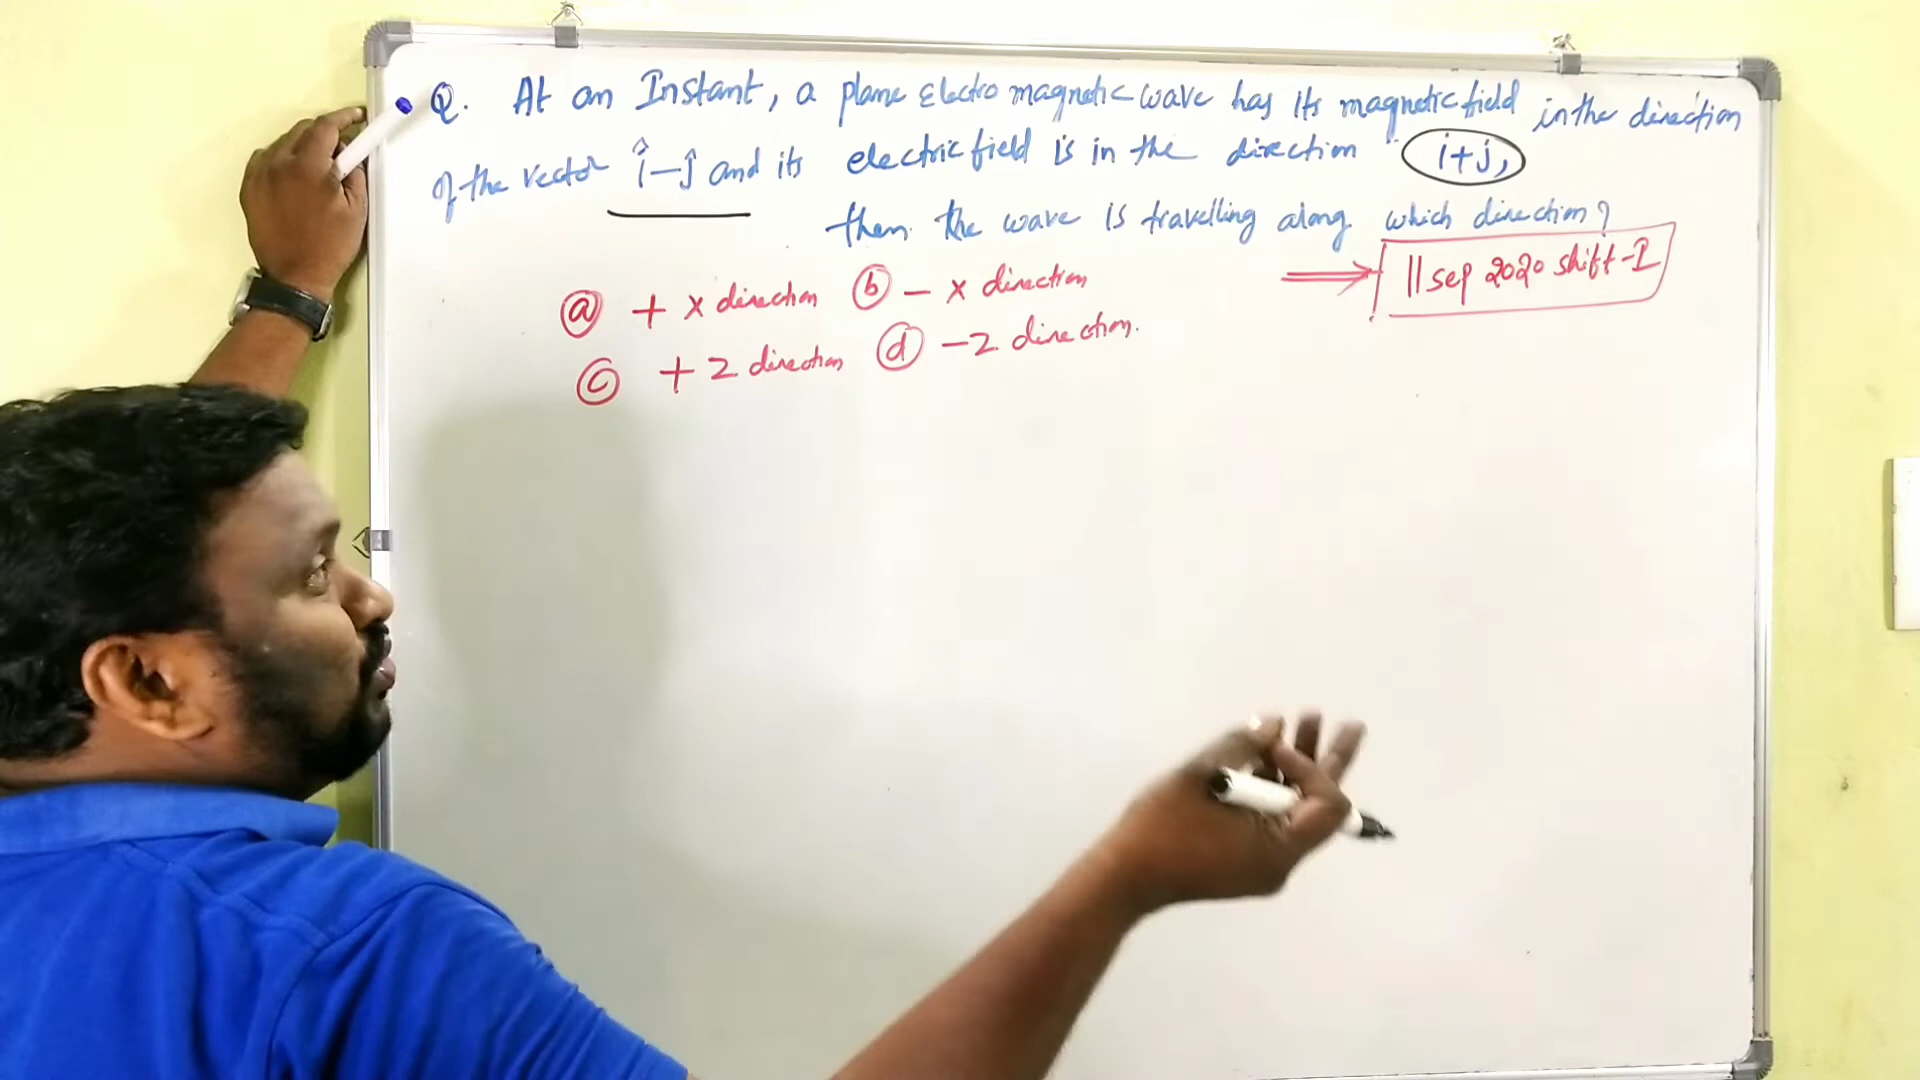 Q. At an Instant, a plane Electro magnetic wave has its magnetic field in the direction
of the vector î-ĵ and its electric field is in the direction i+j,
then the wave is travelling along which direction?
11 sep 2020 shift-I
(a) + x direction (b) - x direction
(c) + z direction (d) - z direction.